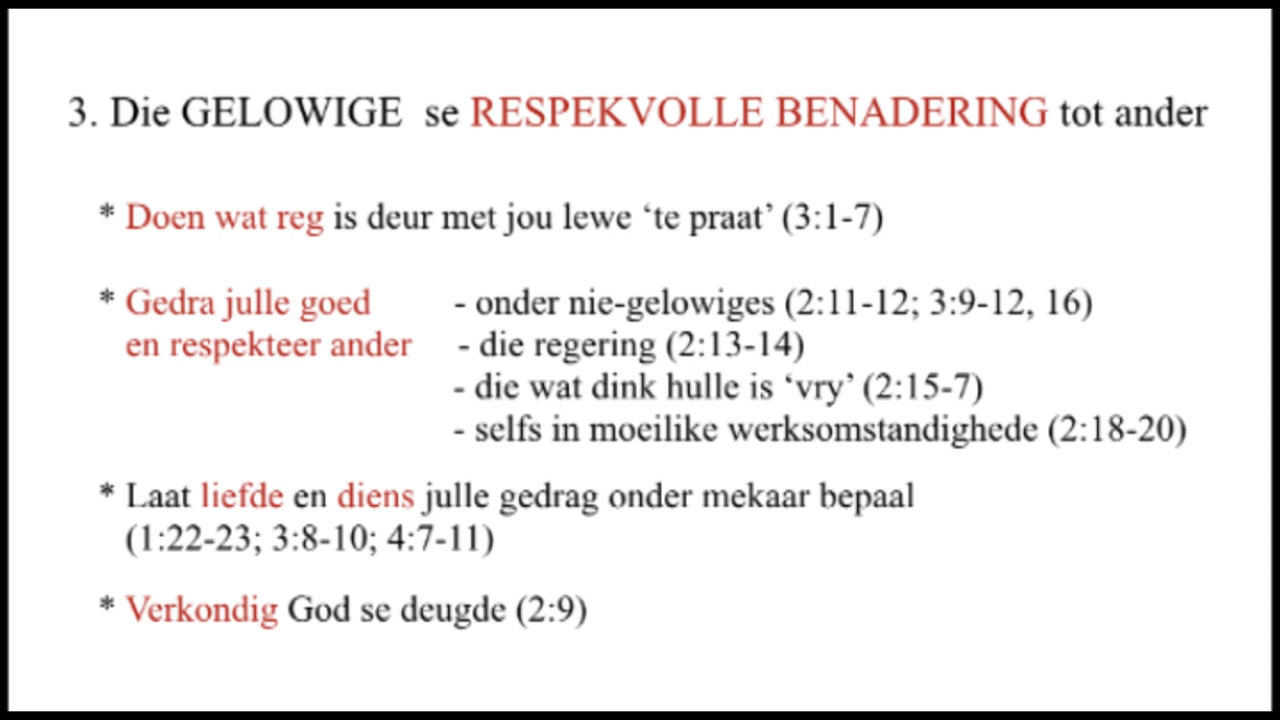 3. Die GELOWIGE se RESPEKVOLLE BENADERING tot ander
* Doen wat reg is deur met jou lewe ‘te praat’ (3:1-7)
* Gedra julle goed - onder nie-gelowiges (2:11-12; 3:9-12, 16)
en respekteer ander - die regering (2:13-14)
- die wat dink hulle is ‘vry’ (2:15-7)
- selfs in moeilike werksomstandighede (2:18-20)
* Laat liefde en diens julle gedrag onder mekaar bepaal
(1:22-23; 3:8-10; 4:7-11)
* Verkondig God se deugde (2:9)